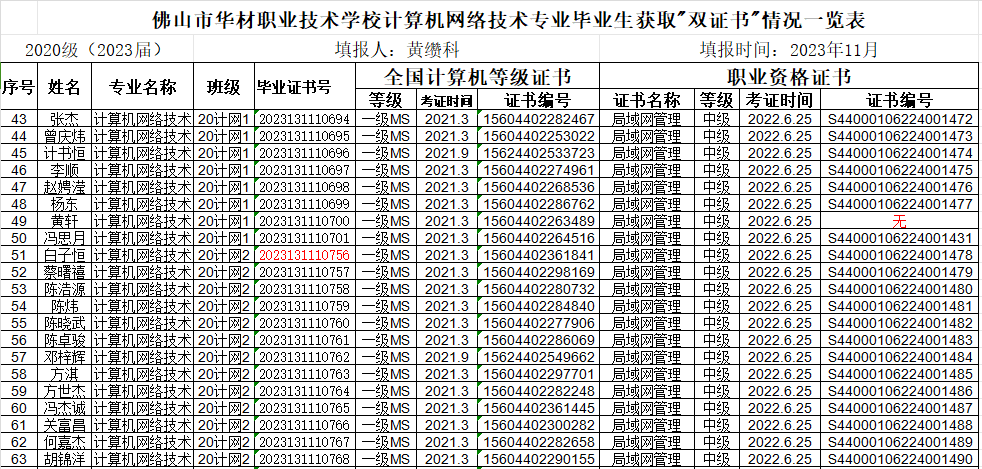 佛山市华材职业技术学校计算机网络技术专业毕业生获取"双证书"情况一览表
2020级（2023届） 填报人：黄缵科 填报时间：2023年11月
序号 姓名 专业名称 班级 毕业证书号 全国计算机等级证书 职业资格证书
等级 考证时间 证书编号 证书名称 等级 考证时间 证书编号
43 张杰 计算机网络技术 20计网1 2023131110694 一级MS 2021.3 15604402282467 局域网管理 中级 2022.6.25 S44000106224001472
44 曾庆炜 计算机网络技术 20计网1 2023131110695 一级MS 2021.3 15604402253022 局域网管理 中级 2022.6.25 S44000106224001473
45 计书恒 计算机网络技术 20计网1 2023131110696 一级MS 2021.9 15624402533723 局域网管理 中级 2022.6.25 S44000106224001474
46 李顺 计算机网络技术 20计网1 2023131110697 一级MS 2021.3 15604402274961 局域网管理 中级 2022.6.25 S44000106224001475
47 赵娉滢 计算机网络技术 20计网1 2023131110698 一级MS 2021.3 15604402268536 局域网管理 中级 2022.6.25 S44000106224001476
48 杨东 计算机网络技术 20计网1 2023131110699 一级MS 2021.3 15604402286762 局域网管理 中级 2022.6.25 S44000106224001477
49 黄轩 计算机网络技术 20计网1 2023131110700 一级MS 2021.3 15604402263489 局域网管理 中级 2022.6.25 无
50 冯思月 计算机网络技术 20计网1 2023131110701 一级MS 2021.3 15604402264516 局域网管理 中级 2022.6.25 S44000106224001431
51 白子恒 计算机网络技术 20计网2 2023131110756 一级MS 2021.3 15604402361841 局域网管理 中级 2022.6.25 S44000106224001478
52 蔡曙禧 计算机网络技术 20计网2 2023131110757 一级MS 2021.3 15604402298169 局域网管理 中级 2022.6.25 S44000106224001479
53 陈浩源 计算机网络技术 20计网2 2023131110758 一级MS 2021.3 15604402280732 局域网管理 中级 2022.6.25 S44000106224001480
54 陈炜 计算机网络技术 20计网2 2023131110759 一级MS 2021.3 15604402284840 局域网管理 中级 2022.6.25 S44000106224001481
55 陈晓武 计算机网络技术 20计网2 2023131110760 一级MS 2021.3 15604402277906 局域网管理 中级 2022.6.25 S44000106224001482
56 陈卓骏 计算机网络技术 20计网2 2023131110761 一级MS 2021.3 15604402286069 局域网管理 中级 2022.6.25 S44000106224001483
57 邓梓辉 计算机网络技术 20计网2 2023131110762 一级MS 2021.9 15624402549662 局域网管理 中级 2022.6.25 S44000106224001484
58 方淇 计算机网络技术 20计网2 2023131110763 一级MS 2021.3 15604402297701 局域网管理 中级 2022.6.25 S44000106224001485
59 方世杰 计算机网络技术 20计网2 2023131110764 一级MS 2021.3 15604402282248 局域网管理 中级 2022.6.25 S44000106224001486
60 冯杰诚 计算机网络技术 20计网2 2023131110765 一级MS 2021.3 15604402361445 局域网管理 中级 2022.6.25 S44000106224001487
61 关富昌 计算机网络技术 20计网2 2023131110766 一级MS 2021.3 15604402300282 局域网管理 中级 2022.6.25 S44000106224001488
62 何嘉杰 计算机网络技术 20计网2 2023131110767 一级MS 2021.3 15604402282658 局域网管理 中级 2022.6.25 S44000106224001489
63 胡锦洋 计算机网络技术 20计网2 2023131110768 一级MS 2021.3 15604402290155 局域网管理 中级 2022.6.25 S44000106224001490